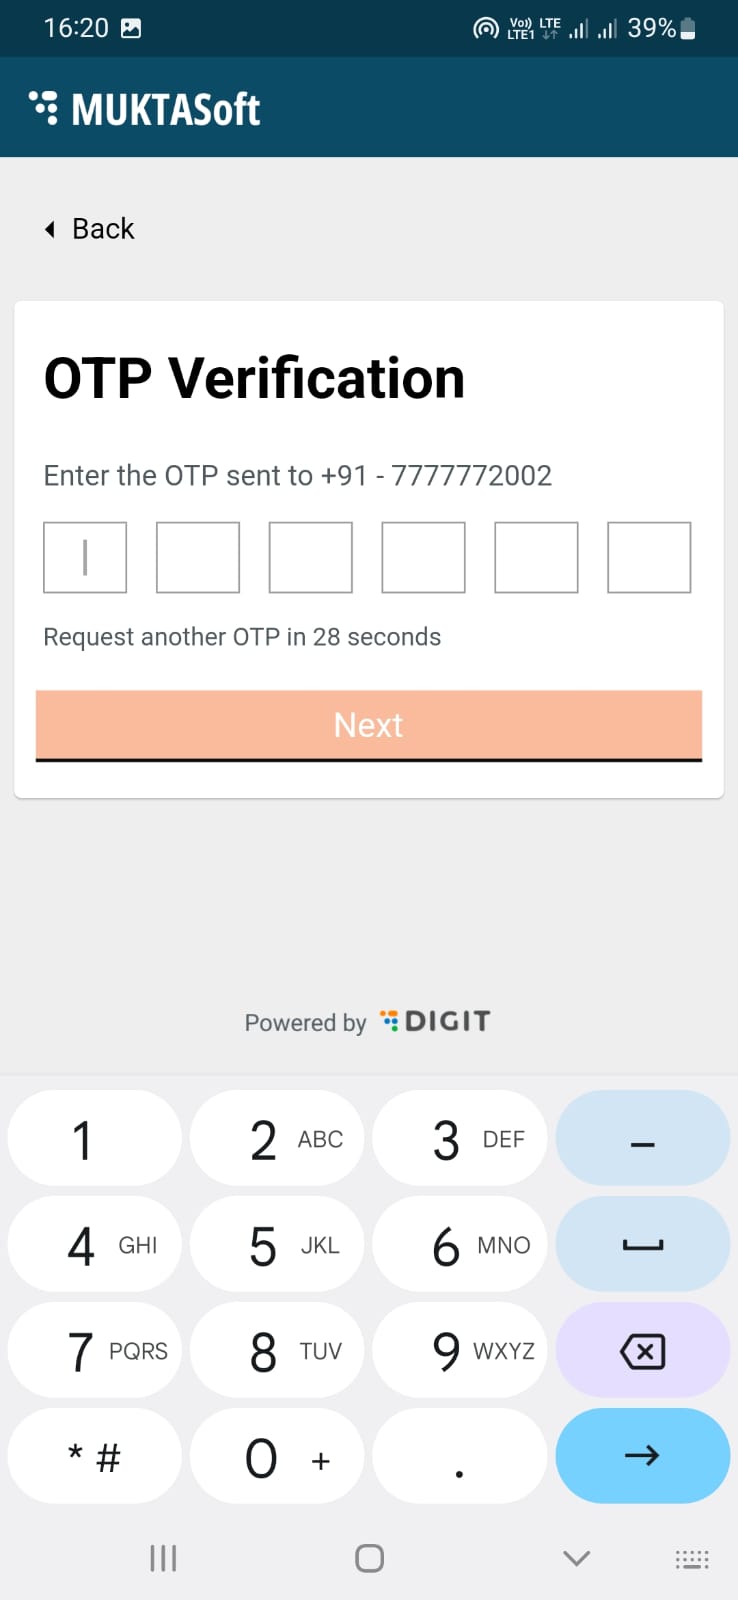 16:20 Vo)) LTE LTE1 39%
MUKTASoft
Back
OTP Verification
Enter the OTP sent to +91 - 7777772002
Request another OTP in 28 seconds
Next
Powered by DIGIT
1 2 ABC 3 DEF –
4 GHI 5 JKL 6 MNO
7 PQRS 8 TUV 9 WXYZ
* # 0 + .